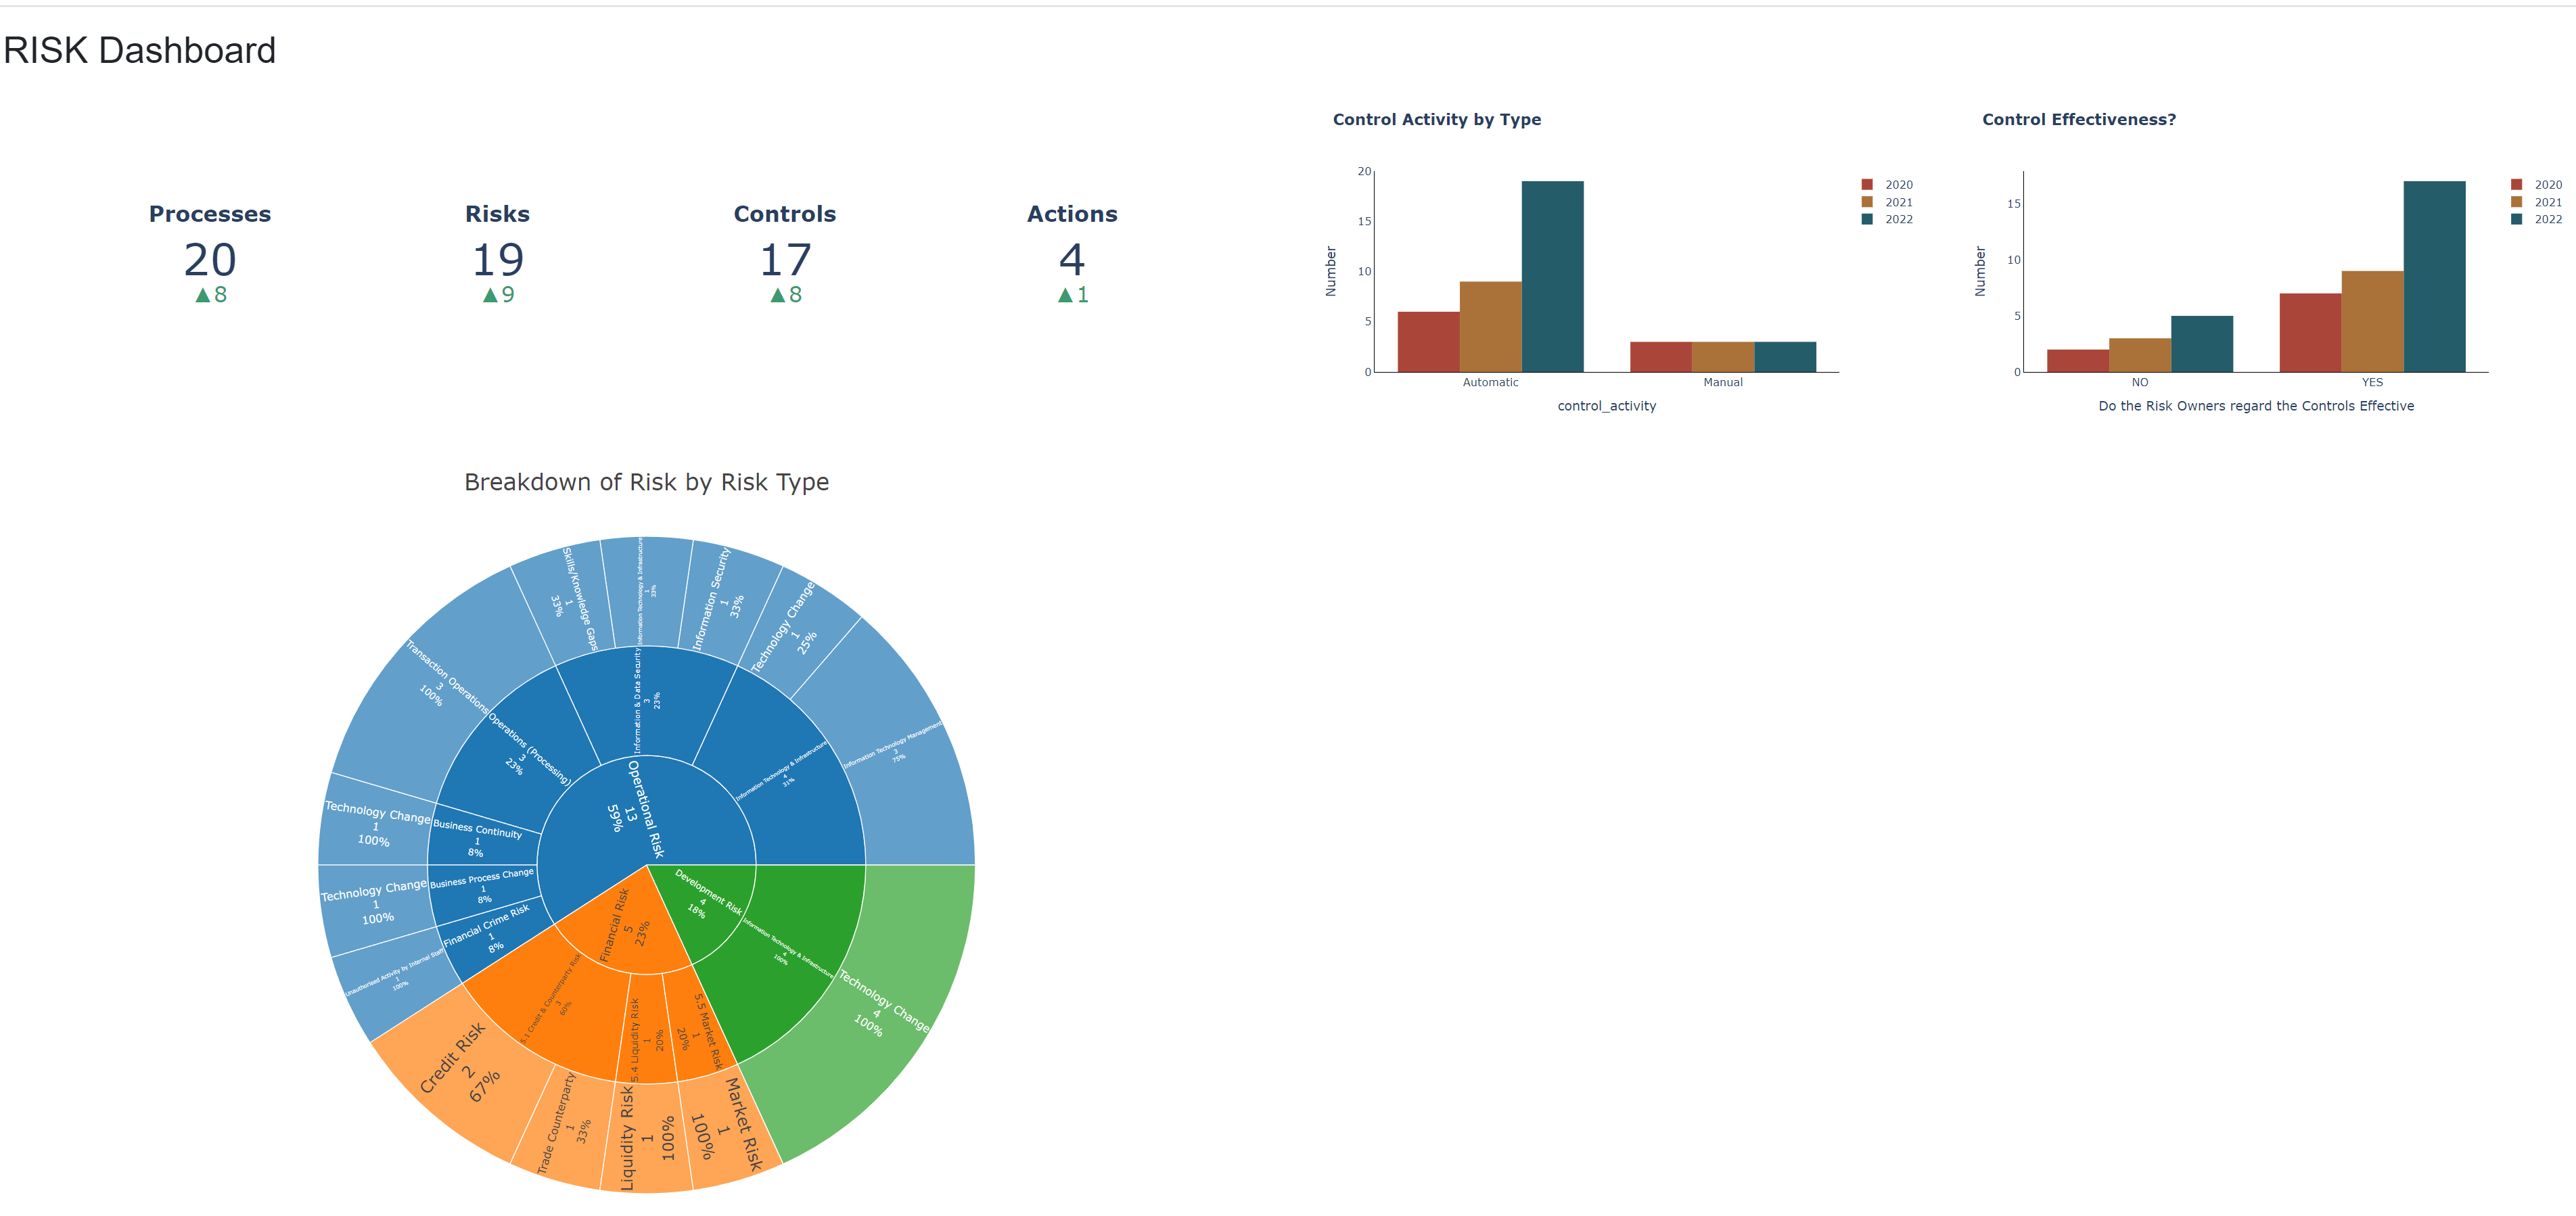 RISK Dashboard
Processes
20
▲8
Risks
19
▲9
Controls
17
▲8
Actions
4
▲1
Control Activity by Type
Number
20
15
10
5
0
Automatic
Manual
control_activity
2020
2021
2022
Control Effectiveness?
Number
15
10
5
0
NO
YES
Do the Risk Owners regard the Controls Effective
2020
2021
2022
Breakdown of Risk by Risk Type
Operational Risk
13
59%
Financial Risk
5
23%
Development Risk
4
18%
Information Technology & Infrastructure
4
31%
Information & Data Security
3
23%
Operations (Processing)
3
23%
Business Continuity
1
8%
Business Process Change
1
8%
Financial Crime Risk
1
8%
5.1 Credit & Counterparty Risk
3
60%
5.4 Liquidity Risk
1
20%
5.5 Market Risk
1
20%
Information Technology & Infrastructure
4
100%
Information Technology Management
3
75%
Technology Change
1
25%
Information Security
1
33%
Information Technology & Infrastructure
1
33%
Skills/Knowledge Gaps
1
33%
Transaction Operations
3
100%
Technology Change
1
100%
Technology Change
1
100%
Unauthorised Activity by Internal Staff
1
100%
Credit Risk
2
67%
Trade Counterparty
1
33%
Liquidity Risk
1
100%
Market Risk
1
100%
Technology Change
4
100%